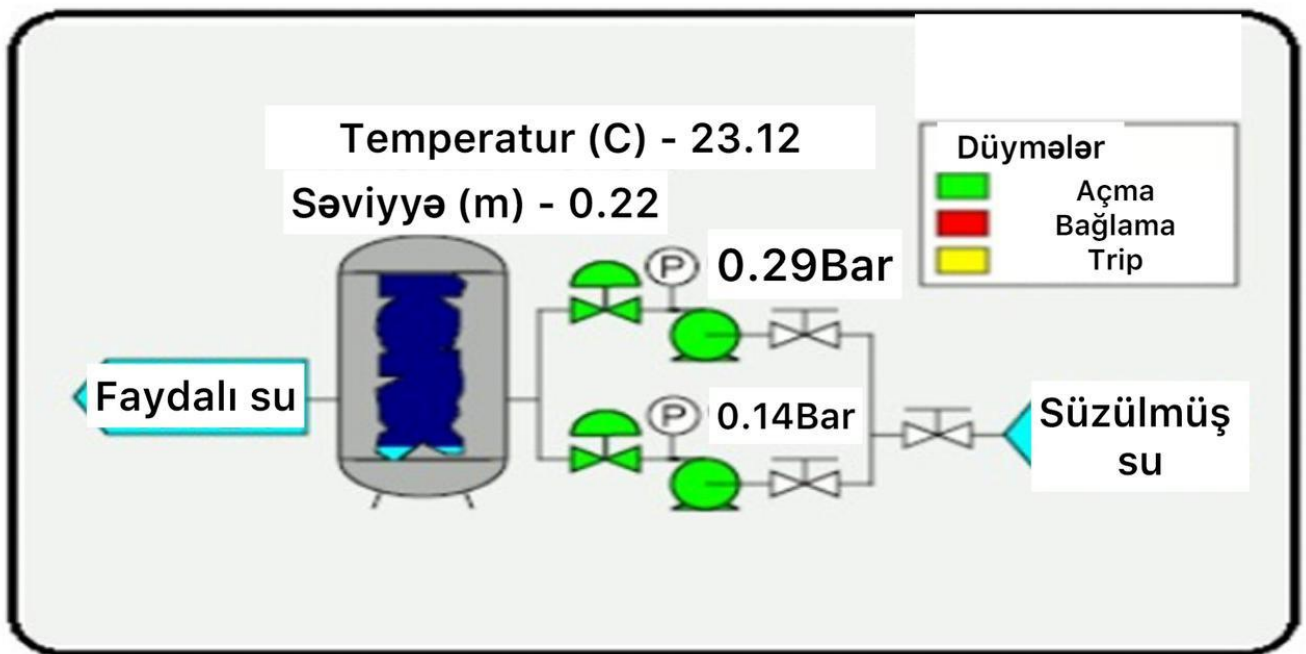 Temperatur (C) - 23.12
Səviyyə (m) - 0.22
Düymələr
Açma
Bağlama
Trip
P
0.29Bar
Faydalı su
P
0.14Bar
Süzülmüş
su